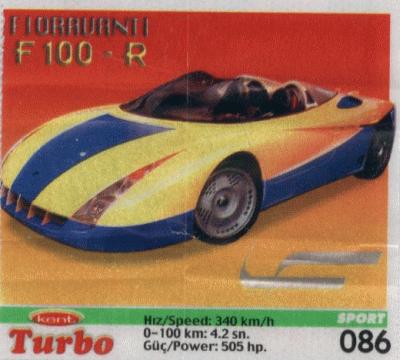 FIORAVANTI
F 100 - R
kent
Turbo
Hız/Speed: 340 km/h
0-100 km: 4.2 sn.
Güç/Power: 505 hp.
SPORT
086